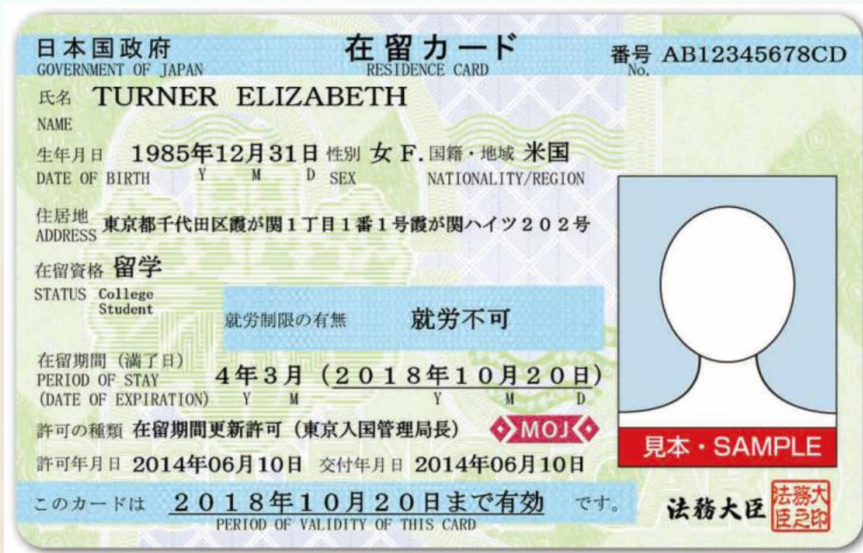 日本国政府 在留カード 番号 AB12345678CD
GOVERNMENT OF JAPAN RESIDENCE CARD No.
氏名 TURNER ELIZABETH
NAME
生年月日 1985年12月31日 性別 女 F. 国籍・地域 米国
DATE OF BIRTH Y M D SEX NATIONALITY/REGION
住居地 東京都千代田区霞が関1丁目1番1号霞が関ハイツ202号
ADDRESS
在留資格 留学
STATUS College
Student
就労制限の有無 就労不可
在留期間（満了日）
PERIOD OF STAY 4年3月（2018年10月20日）
(DATE OF EXPIRATION) Y M Y M D
許可の種類 在留期間更新許可（東京入国管理局長） MOJ
見本・SAMPLE
許可年月日 2014年06月10日 交付年月日 2014年06月10日
このカードは 2018年10月20日まで有効 です。
PERIOD OF VALIDITY OF THIS CARD
法務大臣 法務大臣之印